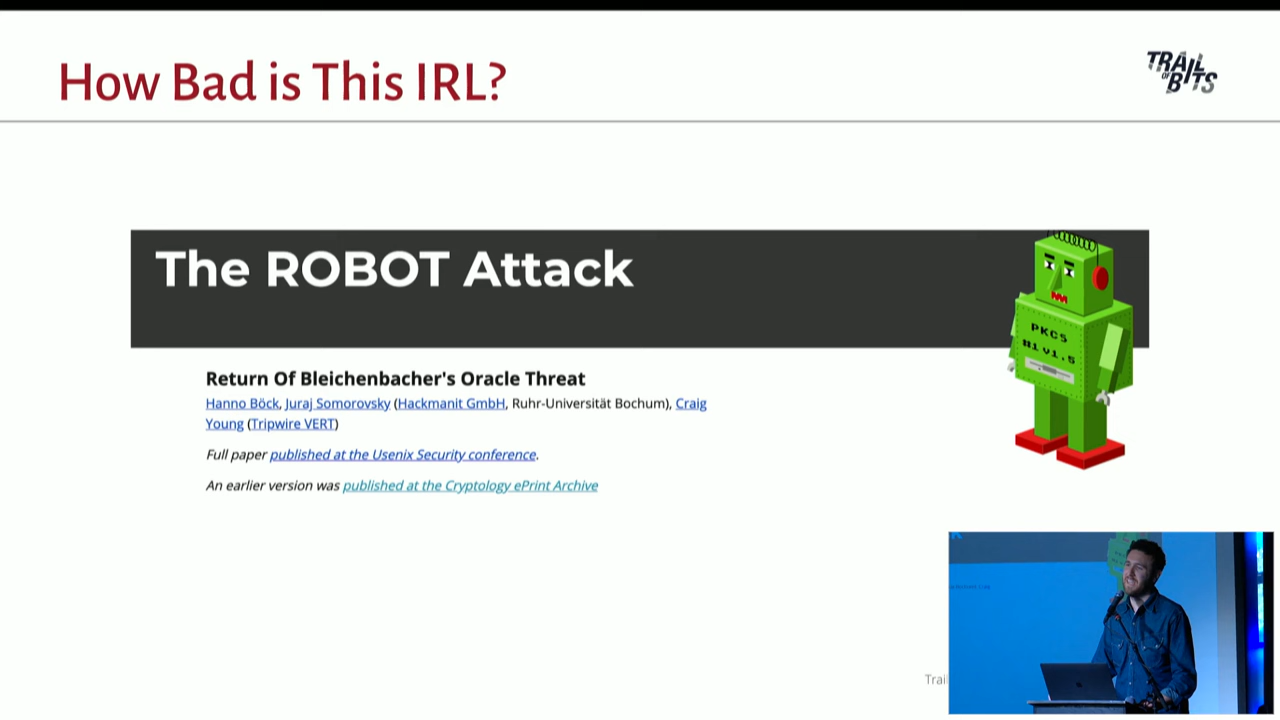 How Bad is This IRL?
TRAIL
OF
BITS
The ROBOT Attack
PKCS
#1 v1.5
Return Of Bleichenbacher's Oracle Threat
Hanno Böck, Juraj Somorovsky (Hackmanit GmbH, Ruhr-Universität Bochum), Craig
Young (Tripwire VERT)
Full paper published at the Usenix Security conference.
An earlier version was published at the Cryptology ePrint Archive
Trail